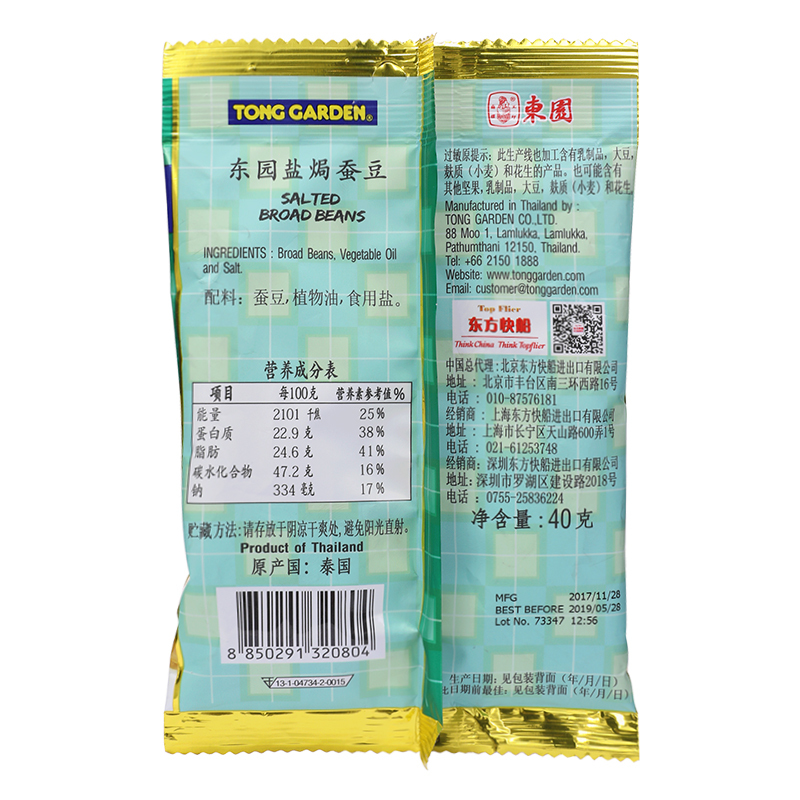 TONG GARDEN®
东园盐焗蚕豆
SALTED
BROAD BEANS
INGREDIENTS : Broad Beans, Vegetable Oil
and Salt.
配料：蚕豆,植物油,食用盐。
营养成分表
项目 每100克 营养素参考值%
能量 2101 千焦 25%
蛋白质 22.9 克 38%
脂肪 24.6 克 41%
碳水化合物 47.2 克 16%
钠 334 毫克 17%
贮藏方法:请存放于阴凉干爽处,避免阳光直射。
Product of Thailand
原产国：泰国
8 850291 320804
13-1-04734-2-0015
東園
过敏原提示：此生产线也加工含有乳制品，大豆,
麸质（小麦）和花生的产品。也可能含有
其他坚果,乳制品，大豆，麸质（小麦）和花生
Manufactured in Thailand by :
TONG GARDEN CO.,LTD.
88 Moo 1, Lamlukka, Lamlukka,
Pathumthani 12150, Thailand.
Tel: +66 2150 1888
Website: www.tonggarden.com
Email: customer@tonggarden.com
Top Flier
东方快船
Think China Think Topflier
中国总代理:北京东方快船进出口有限公司
地址：北京市丰台区南三环西路16号
电话：010-87576181
经销商：上海东方快船进出口有限公司
地址：上海市长宁区天山路600弄1号
电话：021-61253748
经销商：深圳东方快船进出口有限公司
地址:深圳市罗湖区建设路2018号
电话：0755-25836224
净含量:40克
MFG 2017/11/28
BEST BEFORE 2019/05/28
Lot No. 73347 12:56
生产日期：见包装背面（年/月/日）
此日期前最佳：见包装背面（年/月/日）